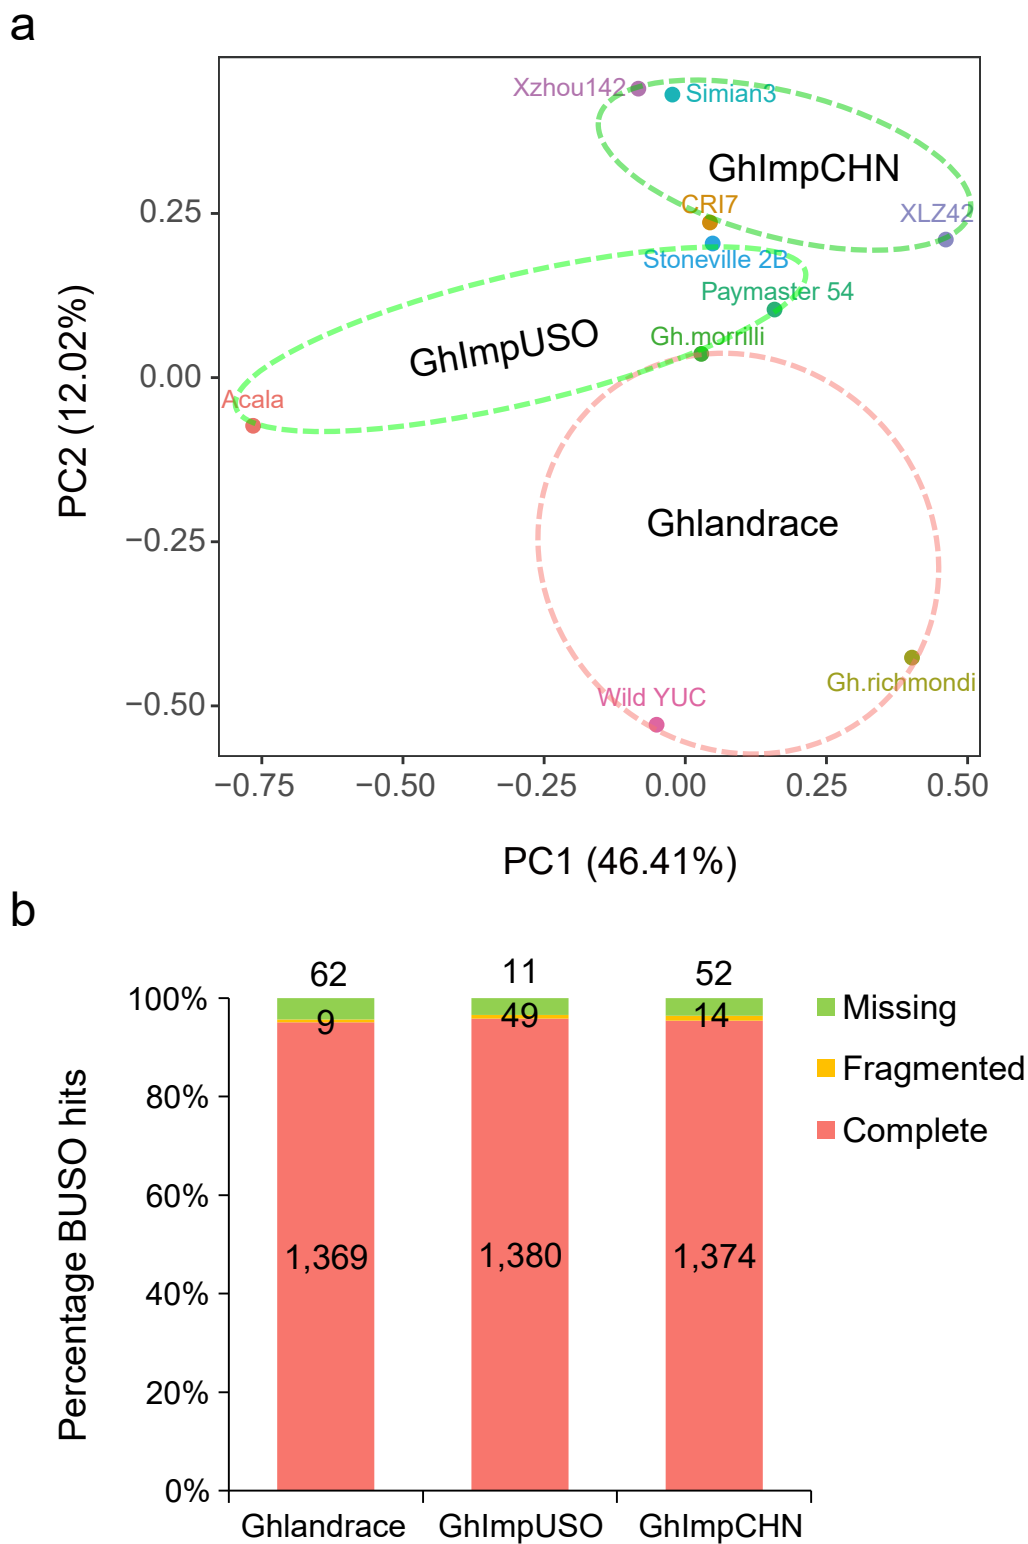 a
Xzhou142
Simian3
GhImpCHN
CRI7
XLZ42
0.25
Stoneville 2B
Paymaster 54
Gh.morrilli
GhImpUSO
0.00
Acala
PC2 (12.02%)
Ghlandrace
−0.25
Gh.richmondi
Wild YUC
−0.50
−0.75 −0.50 −0.25 0.00 0.25 0.50
PC1 (46.41%)
b
62 11 52
100%
9 49 14
Missing
Fragmented
Complete
80%
60%
Percentage BUSO hits
1,369 1,380 1,374
40%
20%
0%
Ghlandrace GhImpUSO GhImpCHN